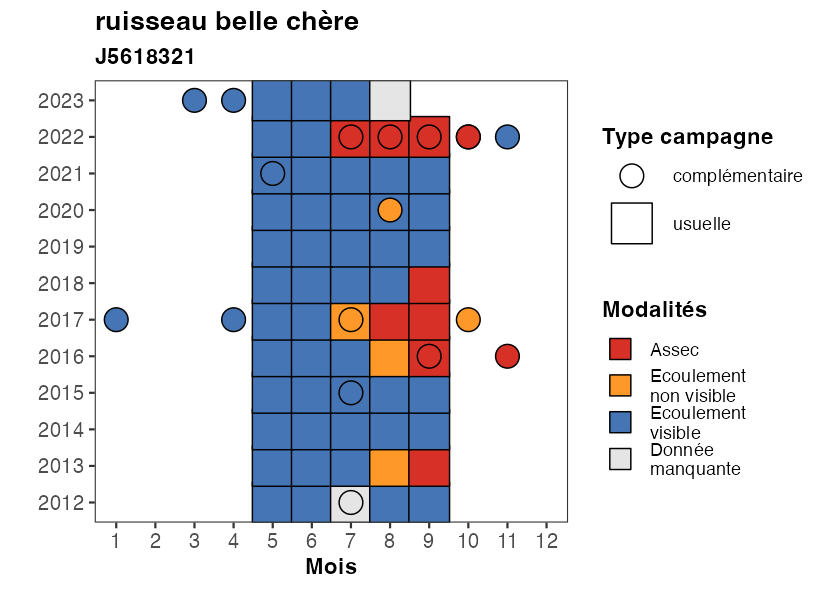 ruisseau belle chère
J5618321
2023
2022
2021
2020
2019
2018
2017
2016
2015
2014
2013
2012
1 2 3 4 5 6 7 8 9 10 11 12
Mois
Type campagne
complémentaire
usuelle
Modalités
Assec
Ecoulement
non visible
Ecoulement
visible
Donnée
manquante